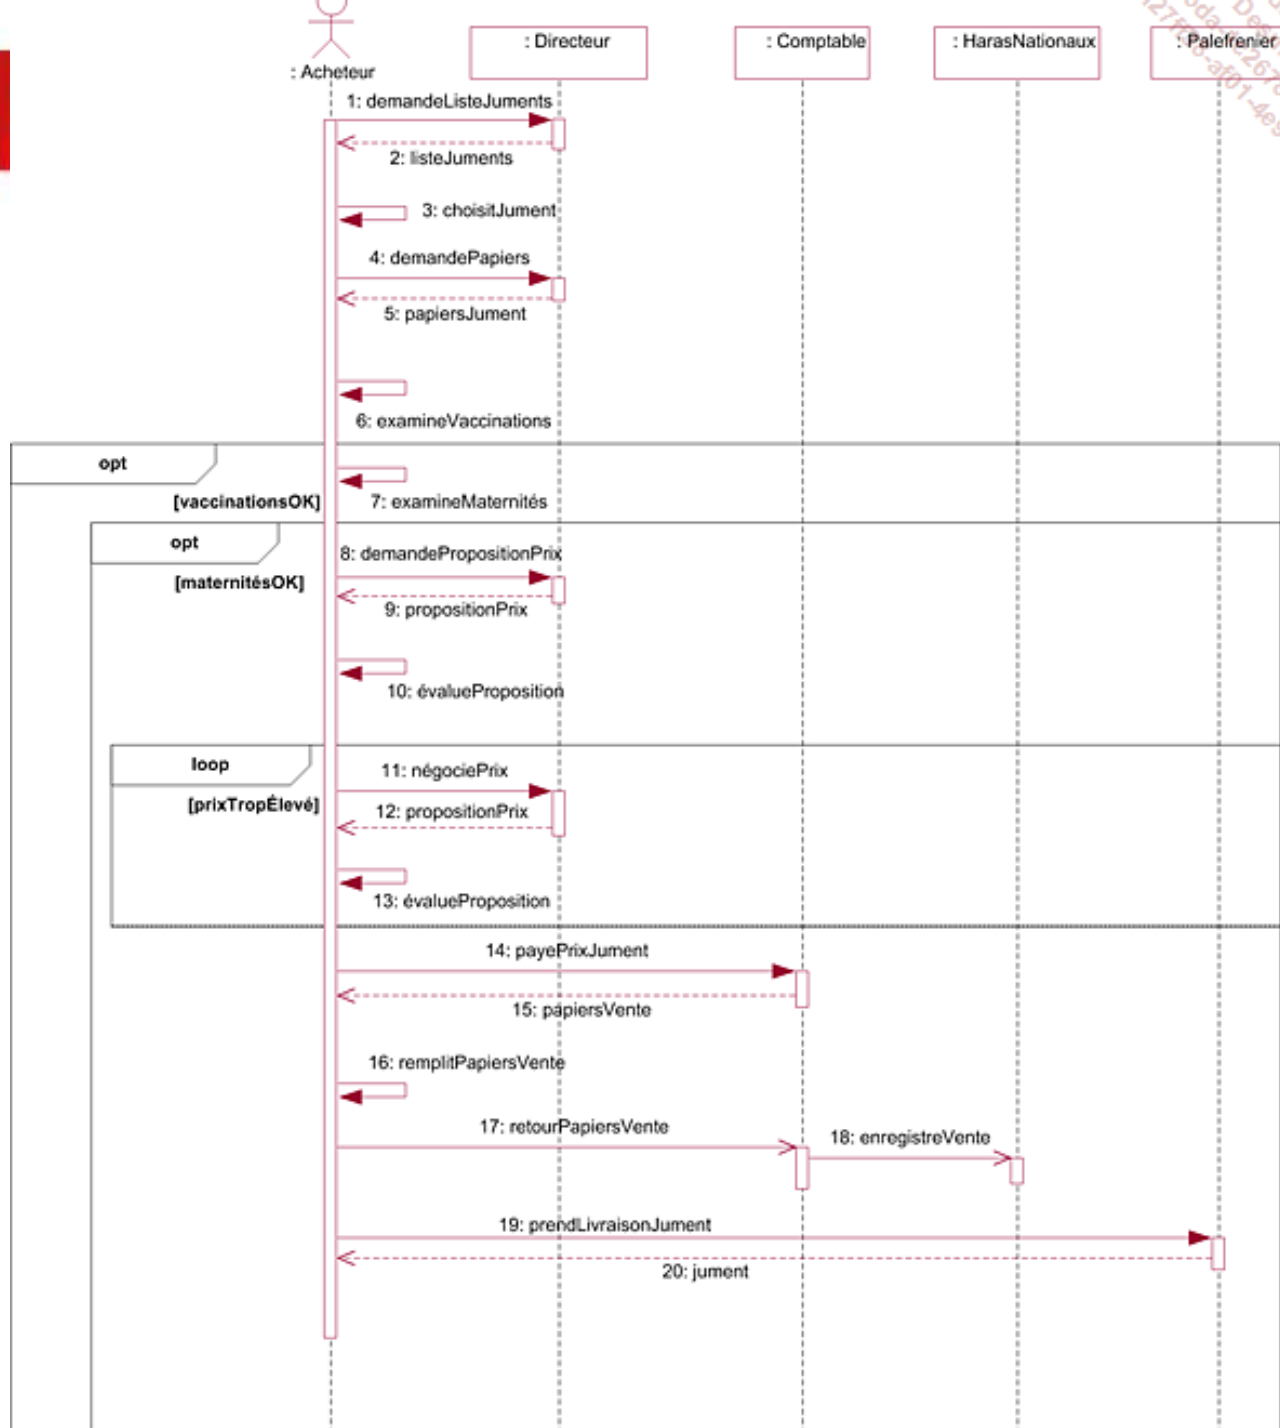 : Acheteur
: Directeur
: Comptable
: HarasNationaux
: Palefrenier
1: demandeListeJuments
2: listeJuments
3: choisitJument
4: demandePapiers
5: papiersJument
6: examineVaccinations
opt
[vaccinationsOK]
7: examineMaternités
opt
[maternitésOK]
8: demandePropositionPrix
9: propositionPrix
10: évalueProposition
loop
[prixTropÉlevé]
11: négociePrix
12: propositionPrix
13: évalueProposition
14: payePrixJument
15: papiersVente
16: remplitPapiersVente
17: retourPapiersVente
18: enregistreVente
19: prendLivraisonJument
20: jument